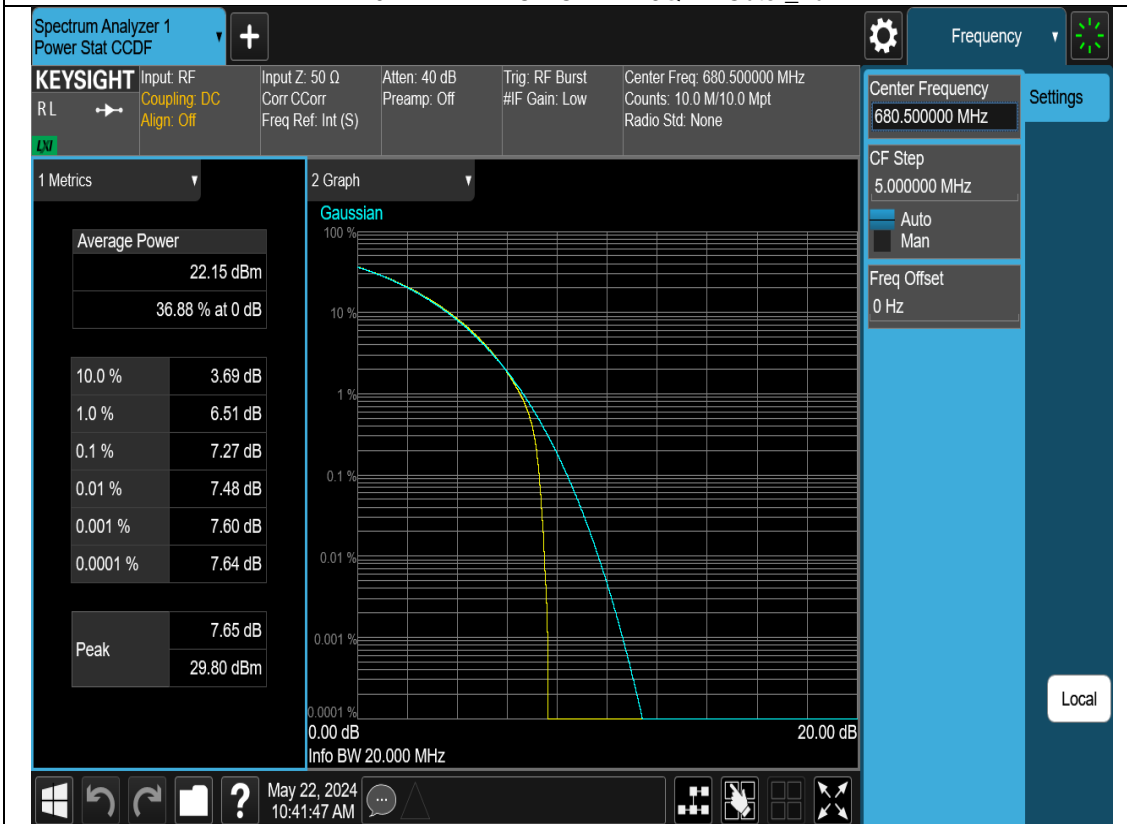 Spectrum Analyzer 1
Power Stat CCDF
Frequency
KEYSIGHT
R L
LXI
Input: RF
Coupling: DC
Align: Off
Input Z: 50 Ω
Corr CCorr
Freq Ref: Int (S)
Atten: 40 dB
Preamp: Off
Trig: RF Burst
#IF Gain: Low
Center Freq: 680.500000 MHz
Counts: 10.0 M/10.0 Mpt
Radio Std: None
Center Frequency
680.500000 MHz
Settings
CF Step
5.000000 MHz
Auto
Man
Freq Offset
0 Hz
Local
1 Metrics
Average Power
22.15 dBm
36.88 % at 0 dB
10.0 % 3.69 dB
1.0 % 6.51 dB
0.1 % 7.27 dB
0.01 % 7.48 dB
0.001 % 7.60 dB
0.0001 % 7.64 dB
Peak
7.65 dB
29.80 dBm
2 Graph
Gaussian
100 %
10 %
1 %
0.1 %
0.01 %
0.001 %
0.0001 %
0.00 dB 20.00 dB
Info BW 20.000 MHz
May 22, 2024
10:41:47 AM